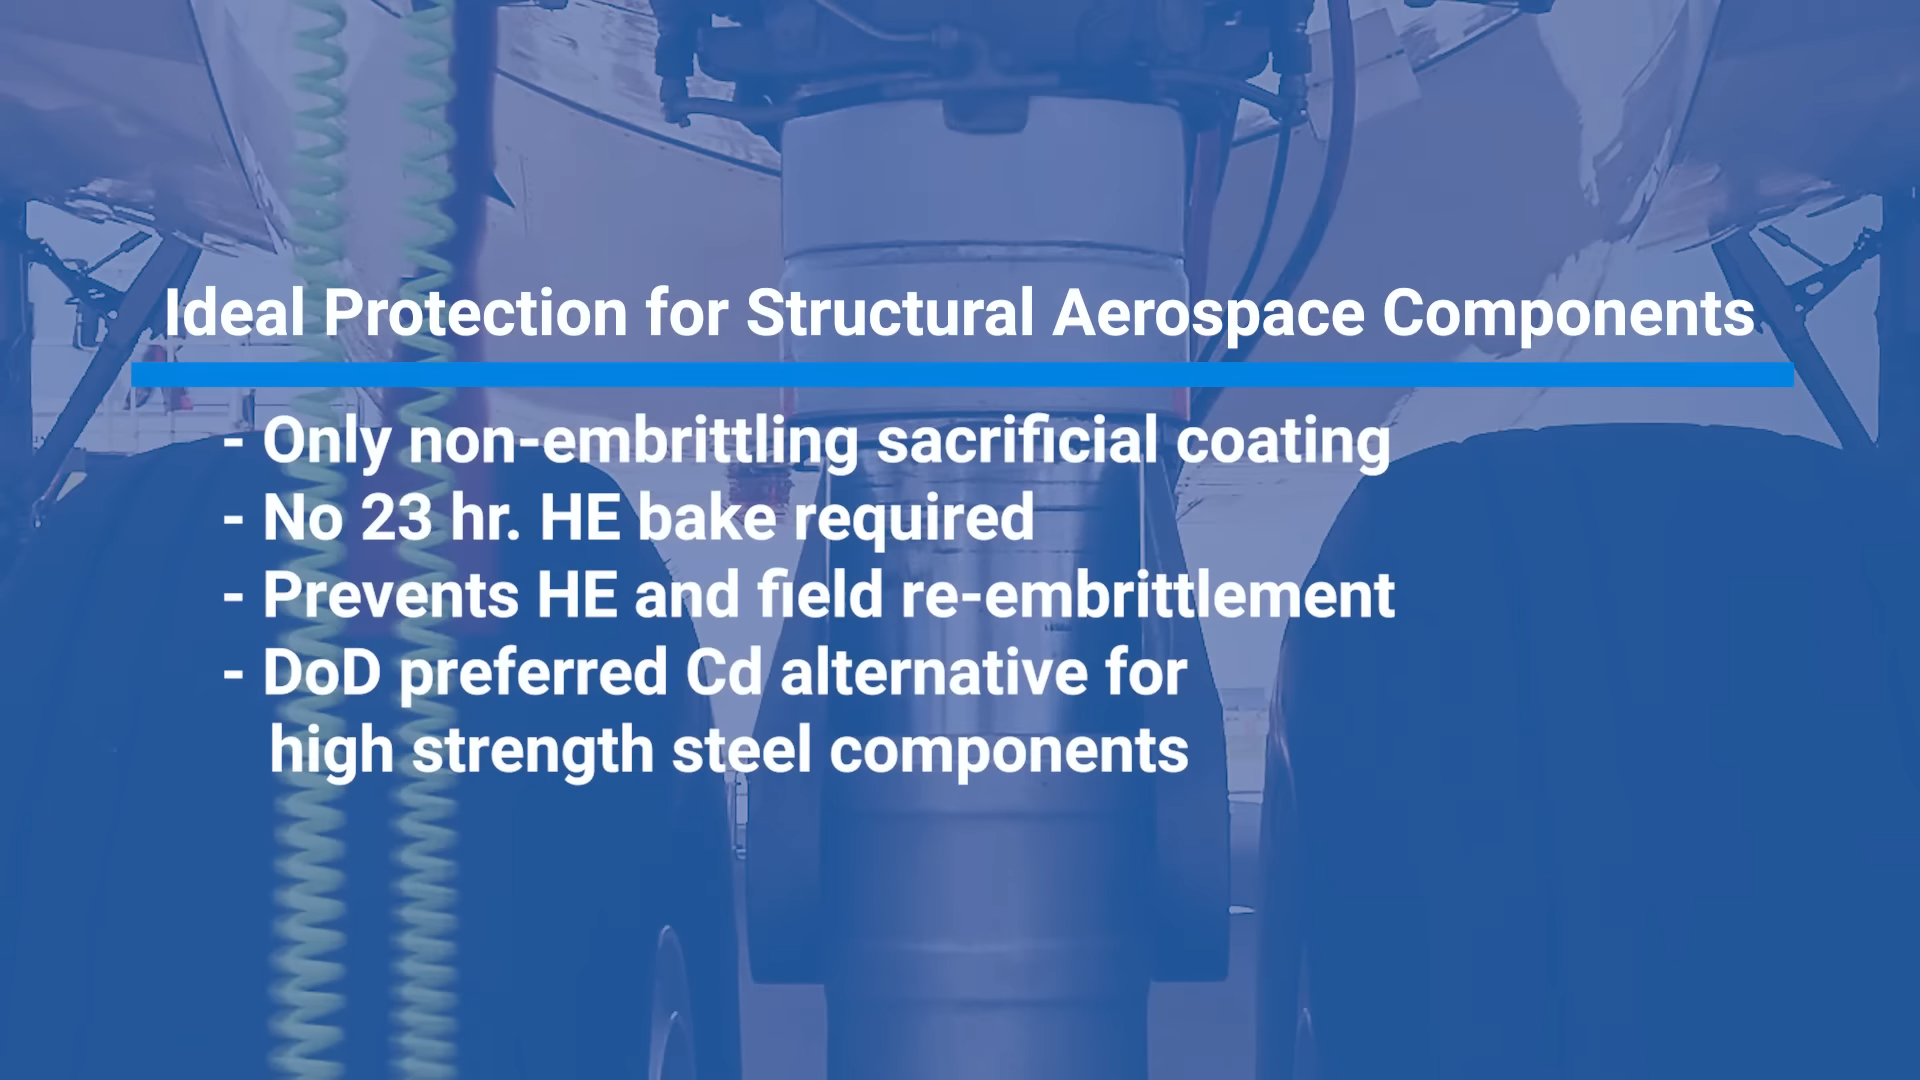 Ideal Protection for Structural Aerospace Components
- Only non-embrittling sacrificial coating
- No 23 hr. HE bake required
- Prevents HE and field re-embrittlement
- DoD preferred Cd alternative for
high strength steel components